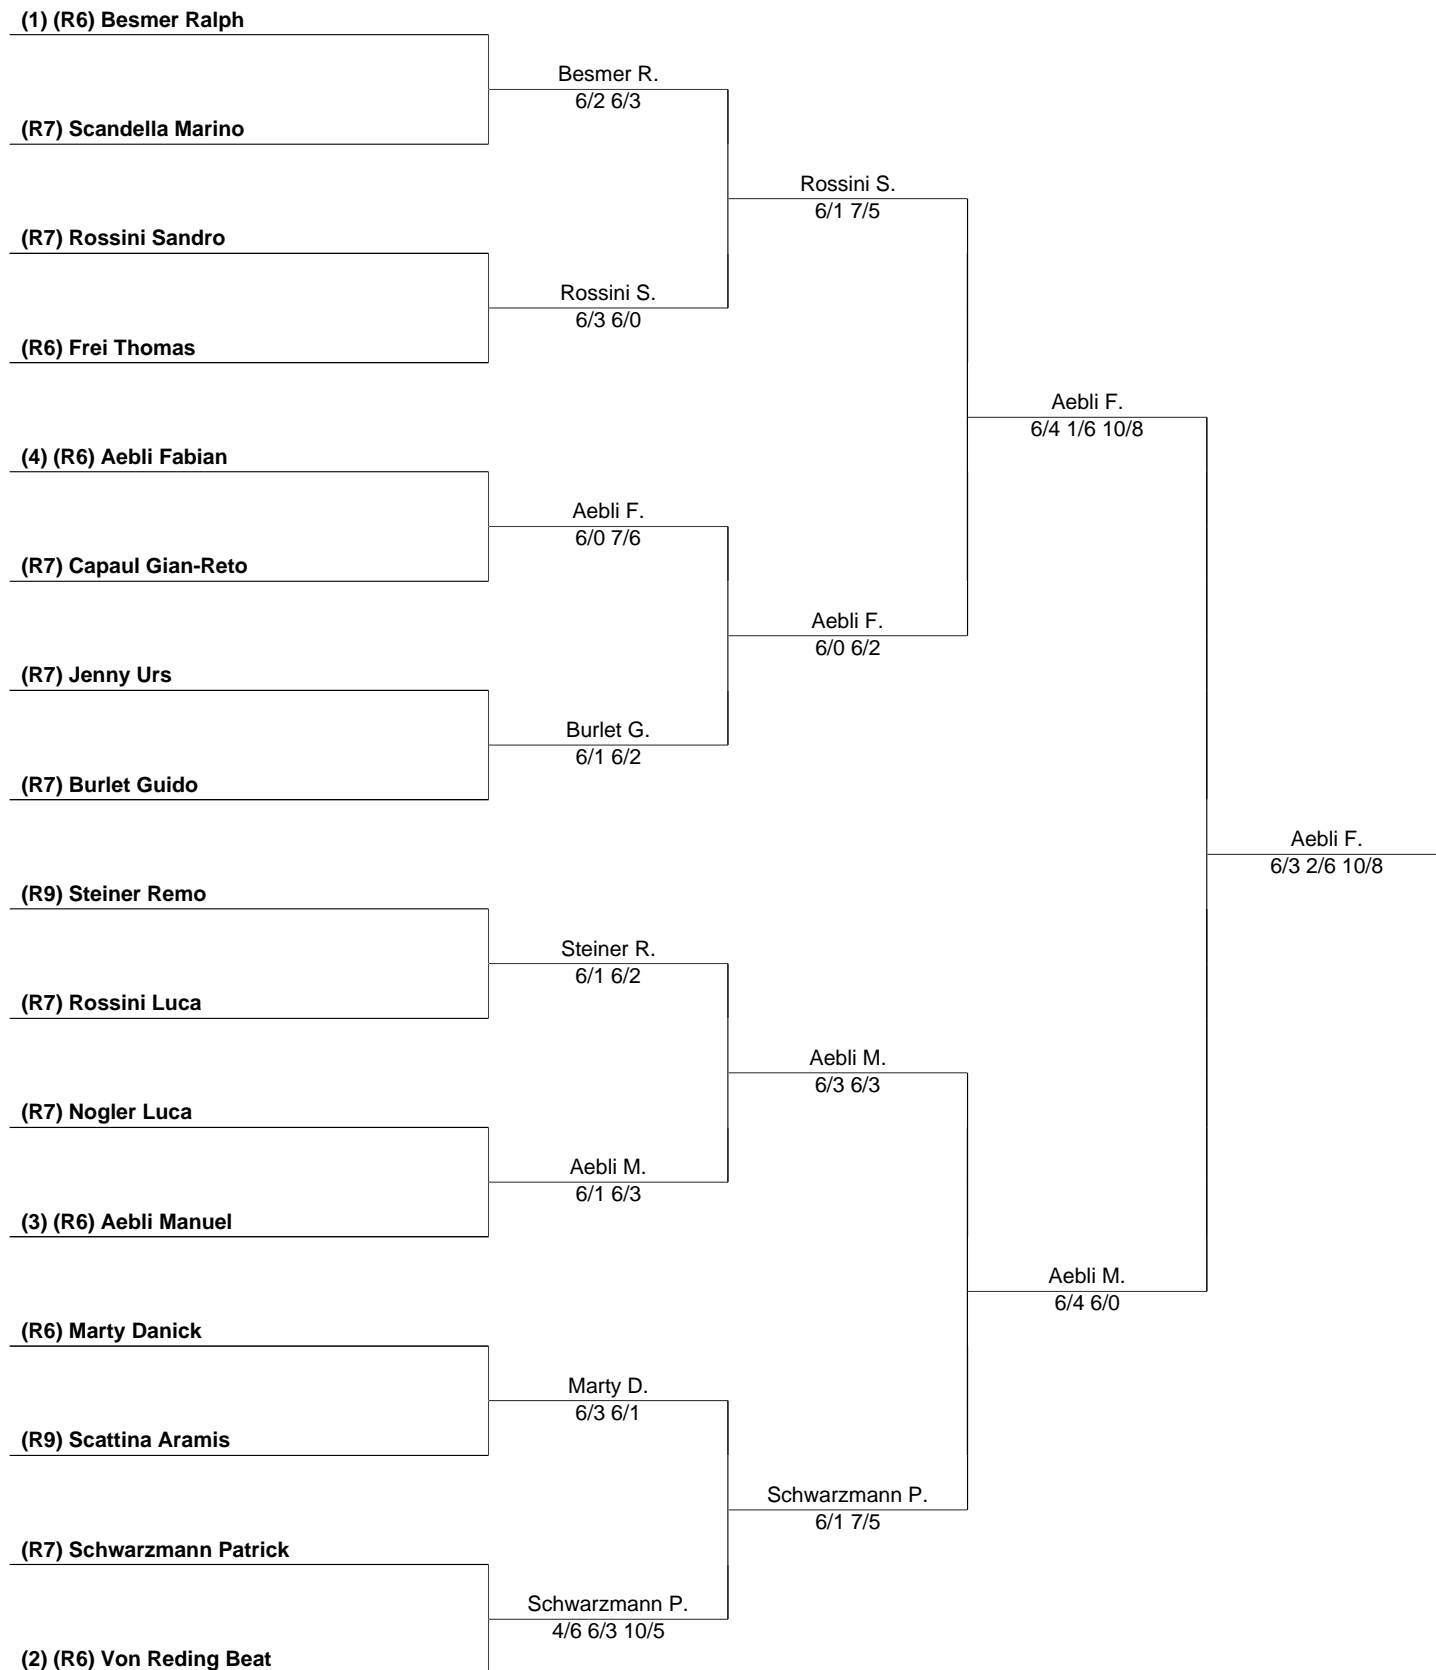 (1) (R6) Besmer Ralph
Besmer R.
6/2 6/3
(R7) Scandella Marino
Rossini S.
6/1 7/5
(R7) Rossini Sandro
Rossini S.
6/3 6/0
(R6) Frei Thomas
Aebli F.
6/4 1/6 10/8
(4) (R6) Aebli Fabian
Aebli F.
6/0 7/6
(R7) Capaul Gian-Reto
Aebli F.
6/0 6/2
(R7) Jenny Urs
Burlet G.
6/1 6/2
(R7) Burlet Guido
Aebli F.
6/3 2/6 10/8
(R9) Steiner Remo
Steiner R.
6/1 6/2
(R7) Rossini Luca
Aebli M.
6/3 6/3
(R7) Nogler Luca
Aebli M.
6/1 6/3
(3) (R6) Aebli Manuel
Aebli M.
6/4 6/0
(R6) Marty Danick
Marty D.
6/3 6/1
(R9) Scattina Aramis
Schwarzmann P.
6/1 7/5
(R7) Schwarzmann Patrick
Schwarzmann P.
4/6 6/3 10/5
(2) (R6) Von Reding Beat